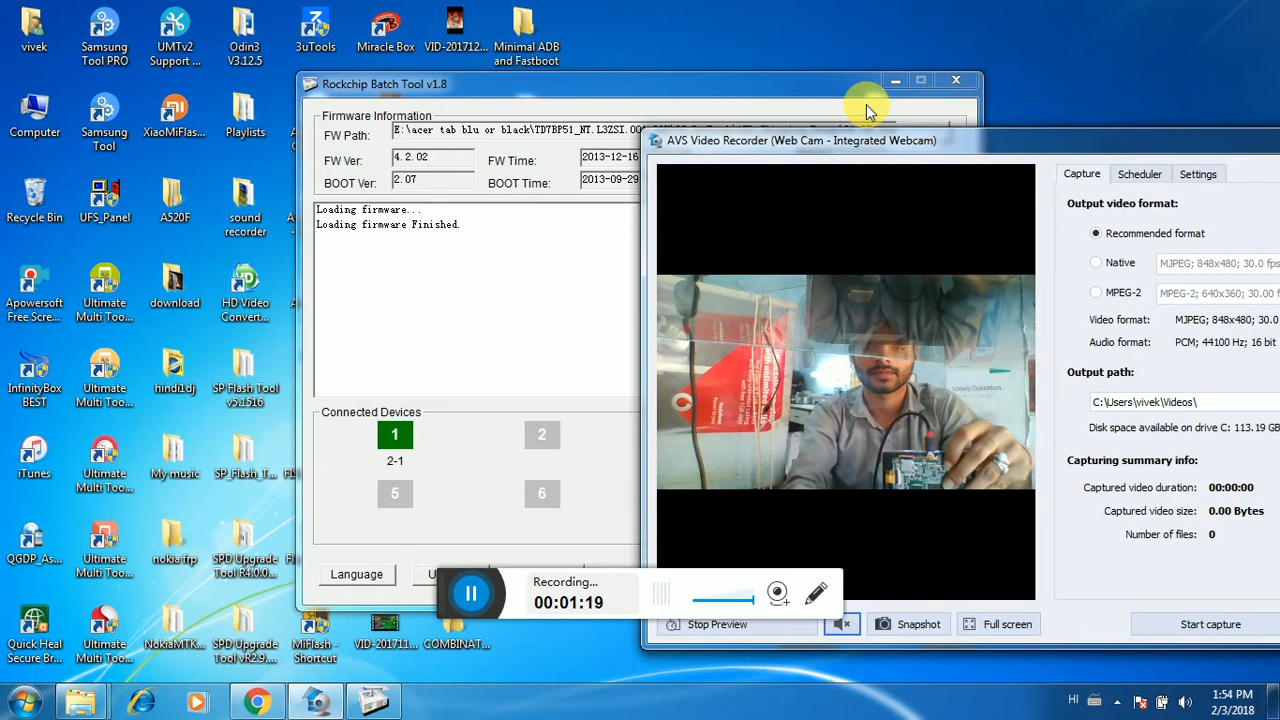 vivek
Samsung Tool PRO
UMTv2 Support ...
Odin3 V3.12.5
3uTools
Miracle Box
VID-201712...
Minimal ADB and Fastboot
Computer
Samsung Tool
XiaoMiFlas...
Playlists
Recycle Bin
UFS_Panel
A520F
sound recorder
Apowersoft Free Scre...
Ultimate Multi Too...
download
HD Video Convert...
InfinityBox BEST
Ultimate Multi Too...
hindi1dj
SP Flash Tool v5.1516
iTunes
Ultimate Multi Too...
My music
SP_Flash_T...
QGDP_As...
Ultimate Multi Too...
nokia frp
SPD Upgrade Tool R4.0.0...
Quick Heal Secure Br...
Ultimate Multi Too...
NokiaMTK...
SPD Upgrade Tool vR2.9...
MiFlash - Shortcut
VID-201711...
COMBINAT...
Rockchip Batch Tool v1.8
Firmware Information
FW Path:
E:\acer tab blu or black\TD7BP51_NT.L3ZSI.
FW Ver:
4.2.02
FW Time:
2013-12-16
BOOT Ver:
2.07
BOOT Time:
2013-09-29
Loading firmware...
Loading firmware Finished.
Connected Devices
1
2
2-1
5
6
Language
U
AVS Video Recorder (Web Cam - Integrated Webcam)
Capture
Scheduler
Settings
Output video format:
Recommended format
Native
MJPEG; 848x480; 30.0 fps
MPEG-2
MPEG-2; 640x360; 30.00 f
Video format:
MJPEG; 848x480; 30.0
Audio format:
PCM; 44100 Hz; 16 bit
Output path:
C:\Users\vivek\Videos\
Disk space available on drive C: 113.19 GB
Capturing summary info:
Captured video duration:
00:00:00
Captured video size:
0.00 Bytes
Number of files:
0
Stop Preview
Snapshot
Full screen
Start capture
Recording...
00:01:19
HI
1:54 PM
2/3/2018